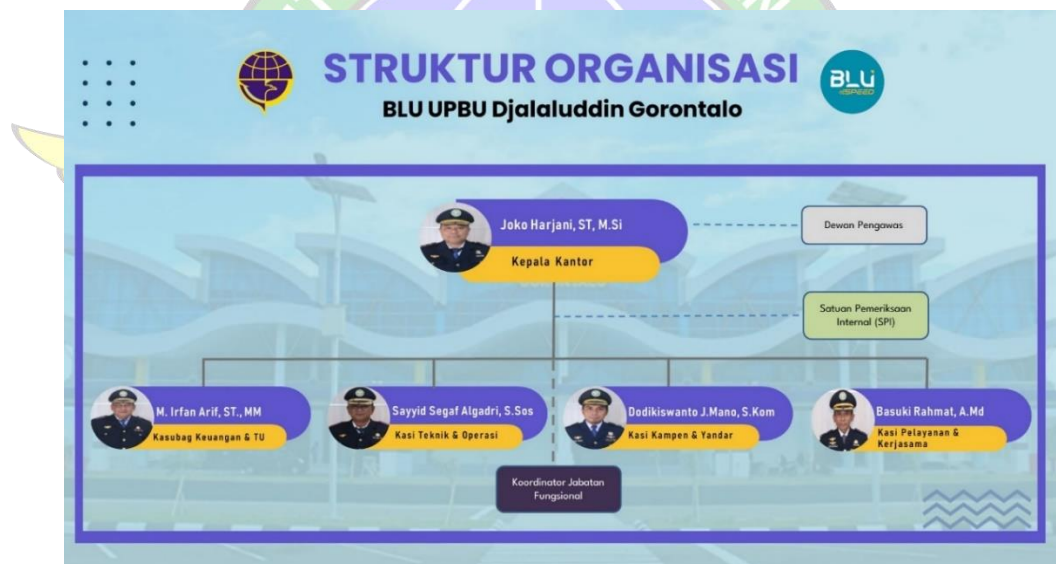 STRUKTUR ORGANISASI
BLU UPBU Djalaluddin Gorontalo
BLU
SPEED
Joko Harjani, ST, M.Si
Kepala Kantor
Dewan Pengawas
Satuan Pemeriksaan
Internal (SPI)
M. Irfan Arif, ST., MM
Kasubag Keuangan & TU
Sayyid Segaf Algadri, S.Sos
Kasi Teknik & Operasi
Dodikiswanto J.Mano, S.Kom
Kasi Kampen & Yandar
Basuki Rahmat, A.Md
Kasi Pelayanan &
Kerjasama
Koordinator Jabatan
Fungsional